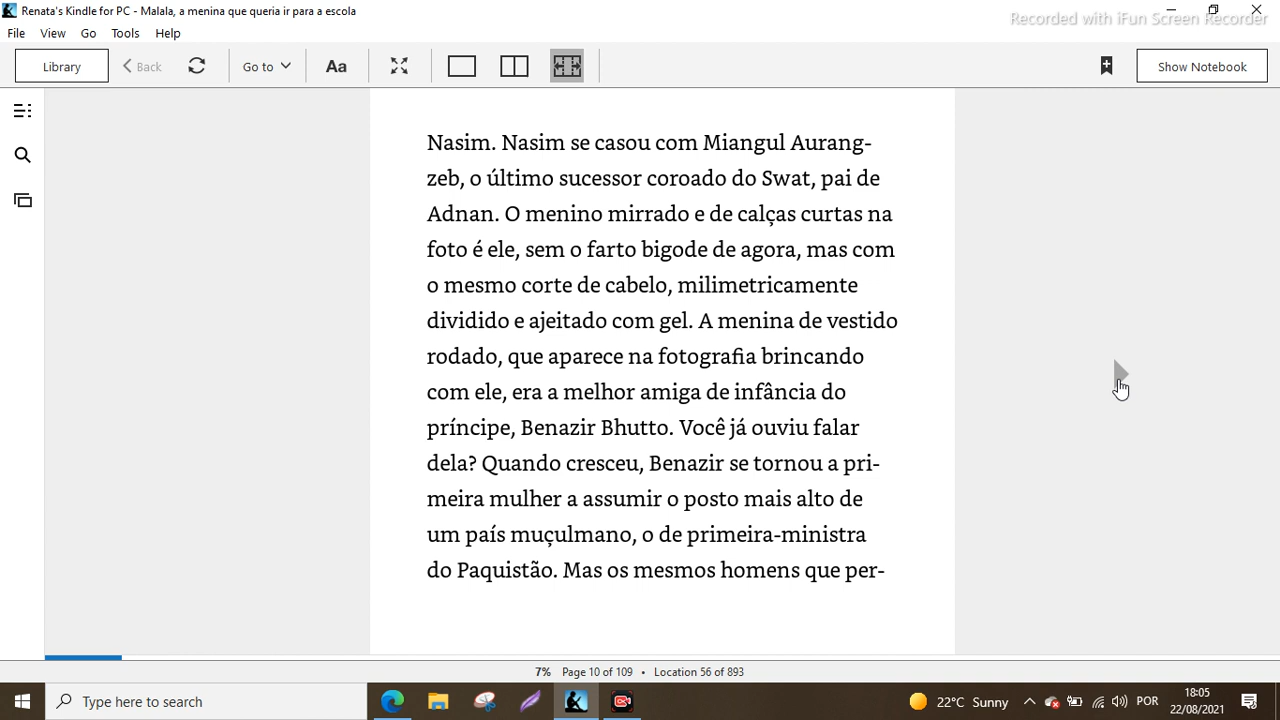 Renata's Kindle for PC - Malala, a menina que queria ir para a escola
Recorded with iFun Screen Recorder
File View Go Tools Help
Library Back Go to Aa Show Notebook
Nasim. Nasim se casou com Miangul Aurang-
zeb, o último sucessor coroado do Swat, pai de
Adnan. O menino mirrado e de calças curtas na
foto é ele, sem o farto bigode de agora, mas com
o mesmo corte de cabelo, milimetricamente
dividido e ajeitado com gel. A menina de vestido
rodado, que aparece na fotografia brincando
com ele, era a melhor amiga de infância do
príncipe, Benazir Bhutto. Você já ouviu falar
dela? Quando cresceu, Benazir se tornou a pri-
meira mulher a assumir o posto mais alto de
um país muçulmano, o de primeira-ministra
do Paquistão. Mas os mesmos homens que per-
7% Page 10 of 109 • Location 56 of 893
Type here to search 22°C Sunny POR 18:05
22/08/2021